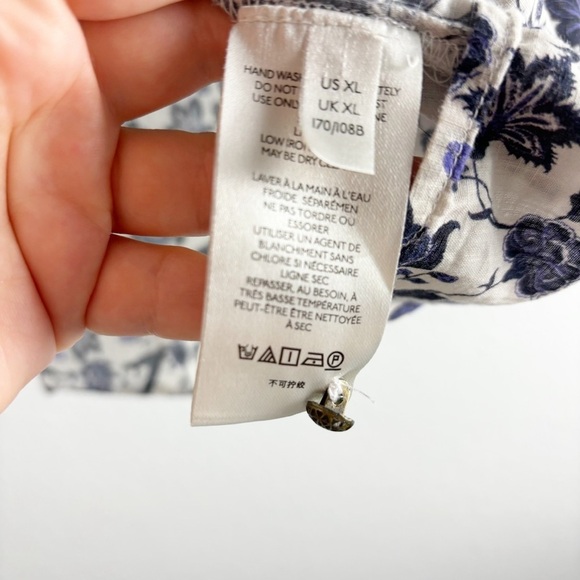 US XL
UK XL
170/108B
HAND WASH
DO NOT
USE ONLY
LOW IRON
MAY BE DRY
LAVER À LA MAIN À L'EAU
FROIDE SÉPARÉMEN
NE PAS TORDRE OU
ESSORER
UTILISER UN AGENT DE
BLANCHIMENT SANS
CHLORE SI NÉCESSAIRE
LIGNE SEC
REPASSER, AU BESOIN, À
TRÈS BASSE TEMPÉRATURE
PEUT-ÊTRE ÊTRE NETTOYÉE
À SEC
P
不可拧绞